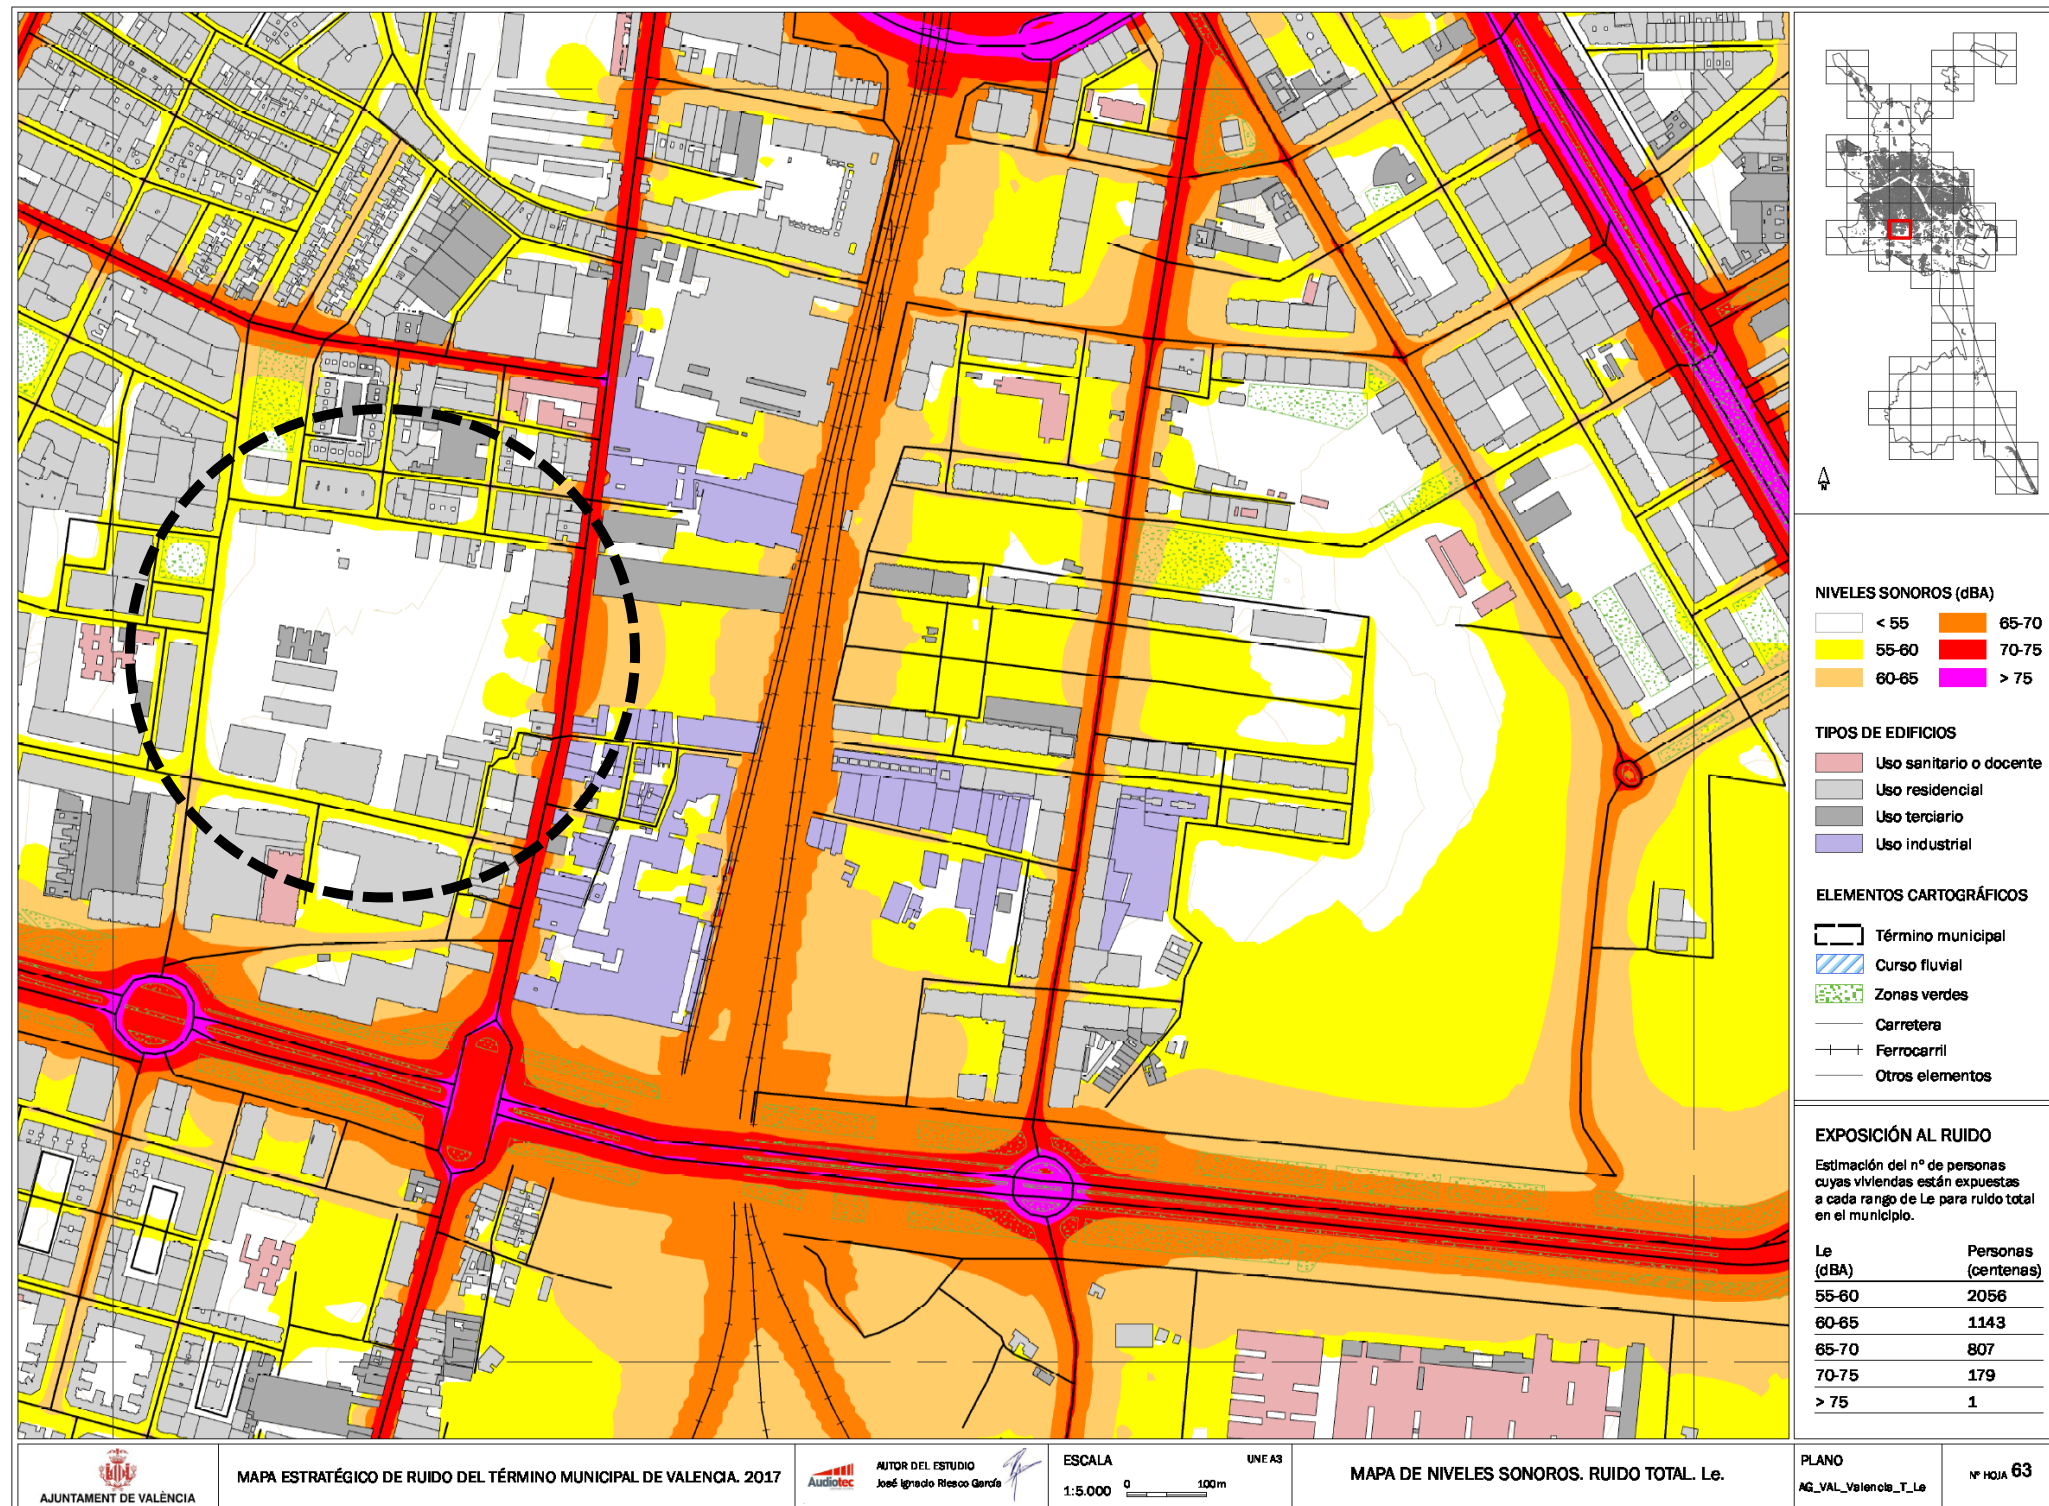 N
NIVELES SONOROS (dBA)
< 55 65-70
55-60 70-75
60-65 > 75
TIPOS DE EDIFICIOS
Uso sanitario o docente
Uso residencial
Uso terciario
Uso industrial
ELEMENTOS CARTOGRÁFICOS
Término municipal
Curso fluvial
Zonas verdes
Carretera
Ferrocarril
Otros elementos
EXPOSICIÓN AL RUIDO
Estimación del nº de personas
cuyas viviendas están expuestas
a cada rango de Le para ruido total
en el municipio.
Le Personas
(dBA) (centenas)
55-60 2056
60-65 1143
65-70 807
70-75 179
> 75 1
AJUNTAMENT DE VALÈNCIA
MAPA ESTRATÉGICO DE RUIDO DEL TÉRMINO MUNICIPAL DE VALENCIA. 2017
Audiotec
AUTOR DEL ESTUDIO
José Ignacio Riesco García
ESCALA UNE A3
1:5.000 0 100m
MAPA DE NIVELES SONOROS. RUIDO TOTAL. Le.
PLANO
AG_VAL_Valencia_T_Le
Nº HOJA 63